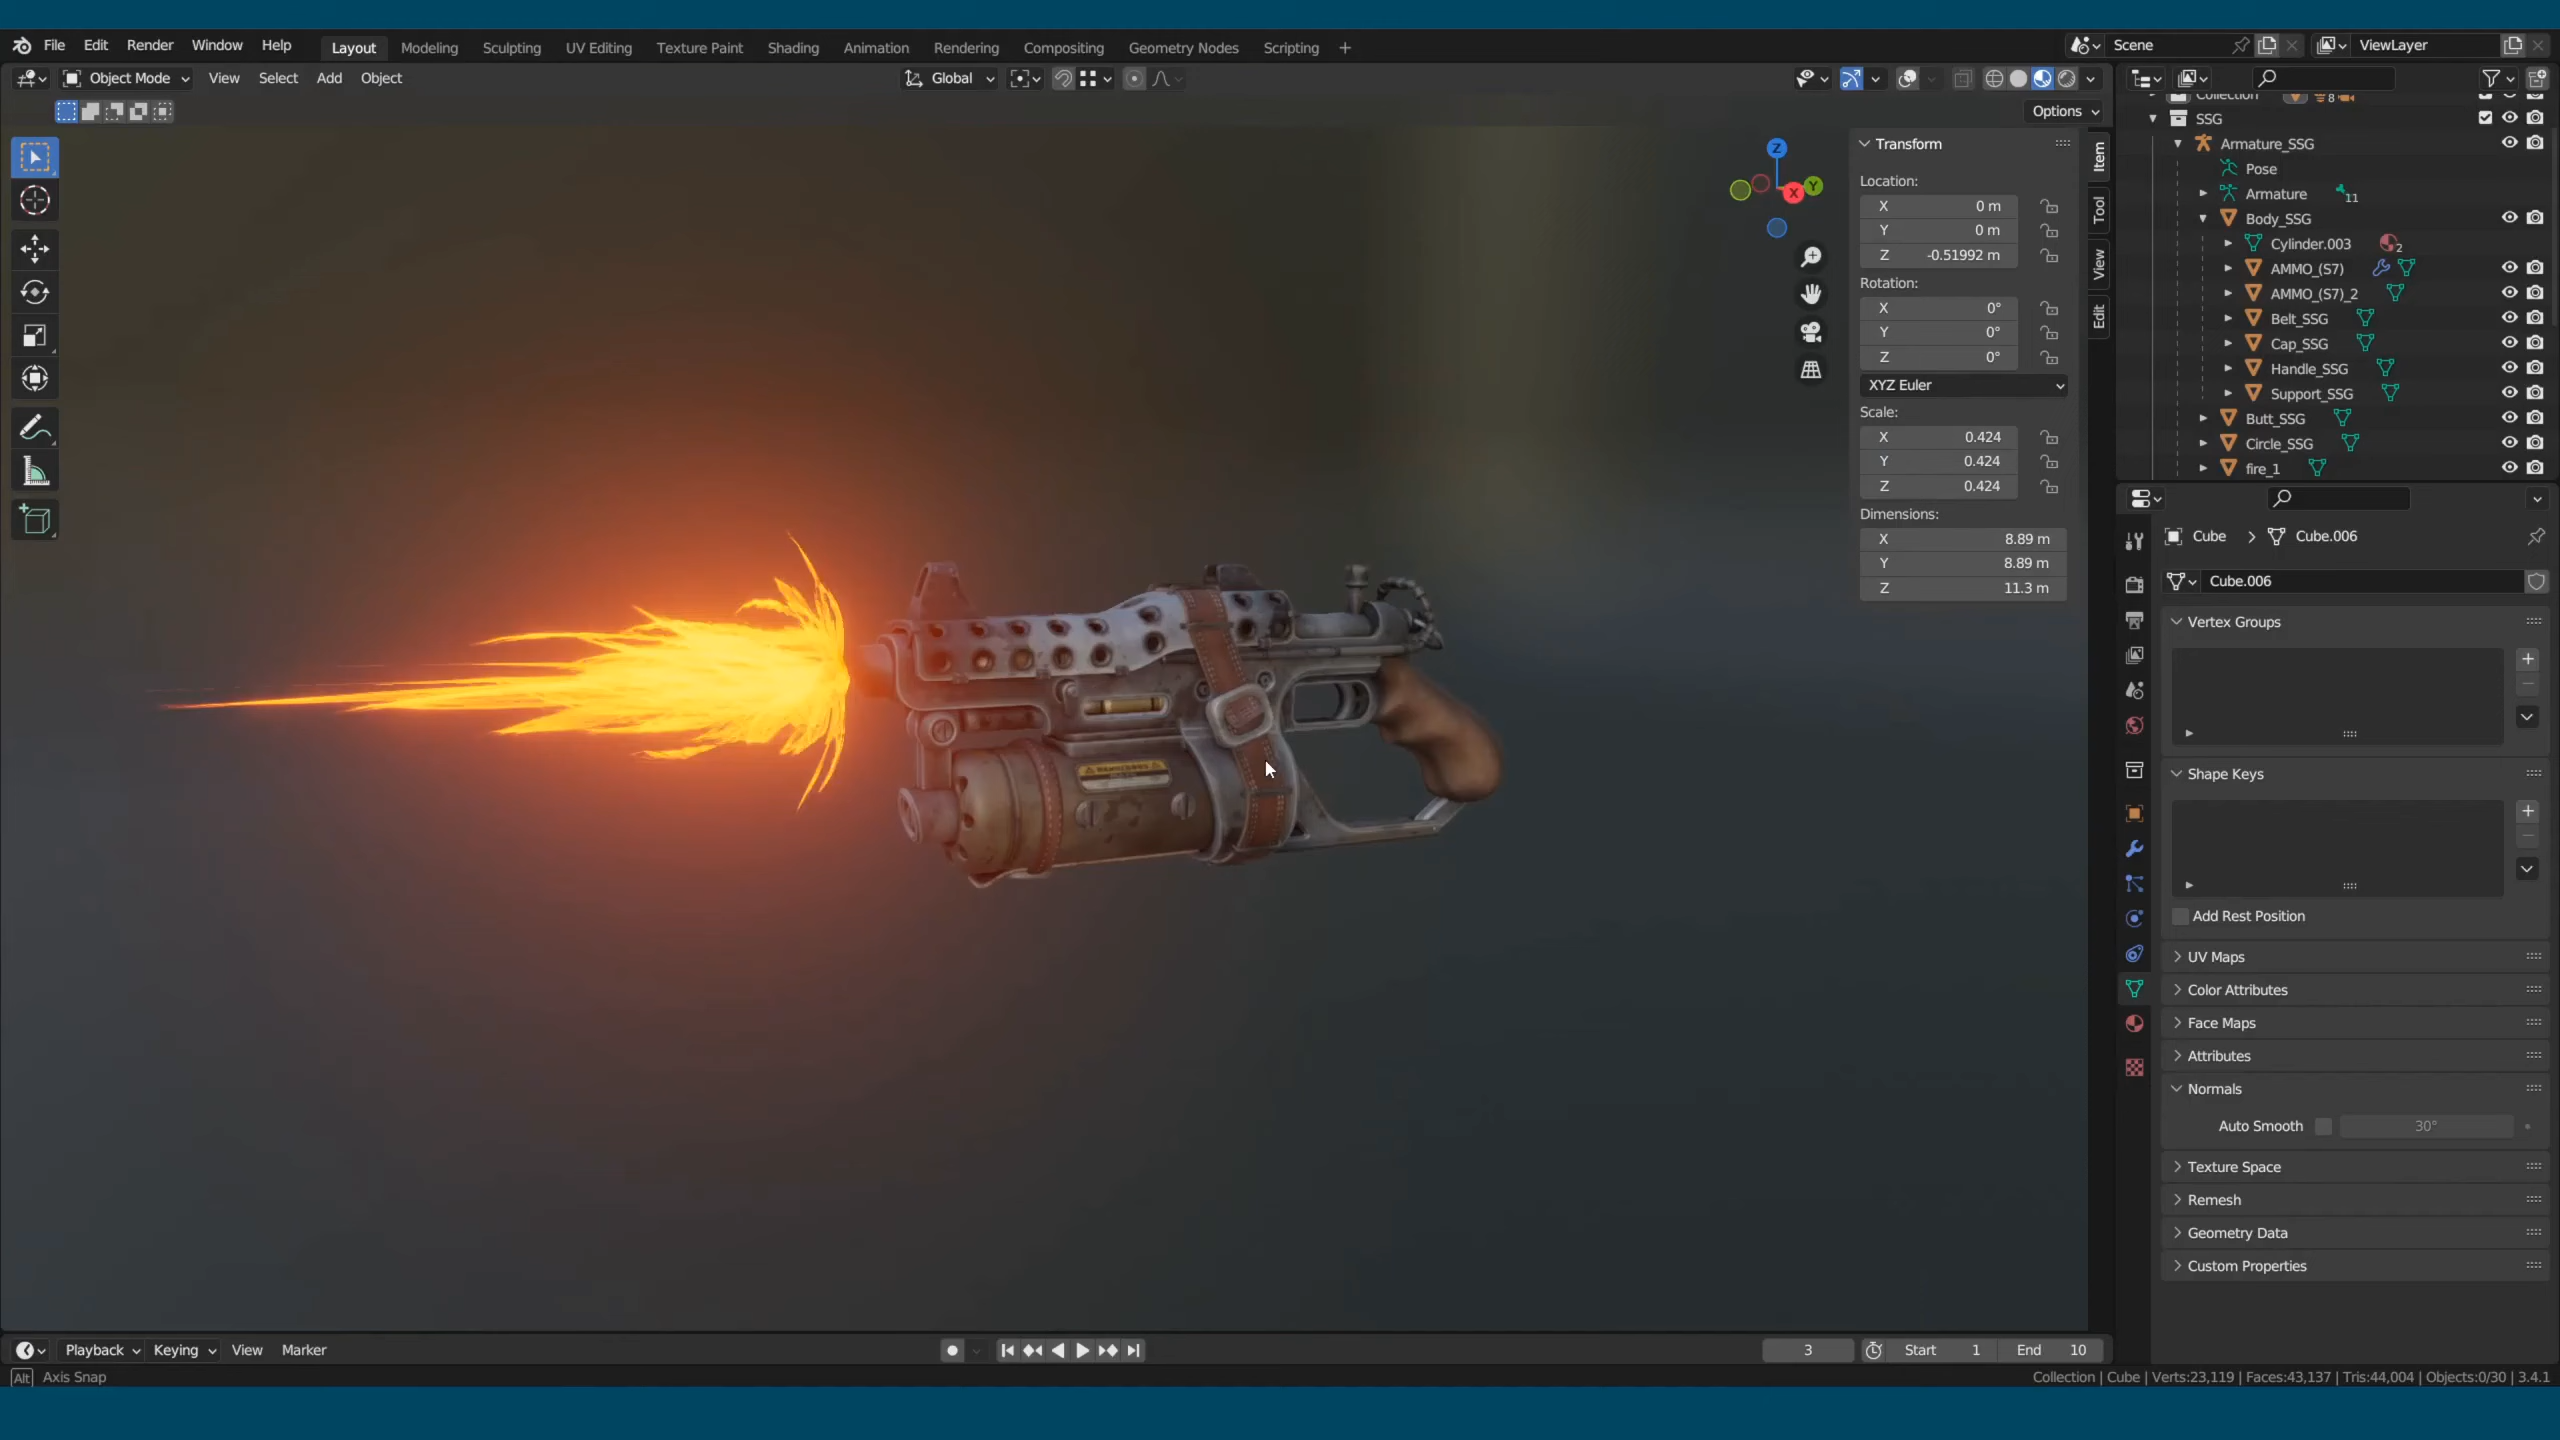 File Edit Render Window Help Layout Modeling Sculpting UV Editing Texture Paint Shading Animation Rendering Compositing Geometry Nodes Scripting + Scene ViewLayer
Object Mode View Select Add Object Global
Options
Collection 8
SSG
Armature_SSG
Pose
Armature 11
Body_SSG
Cylinder.003 2
AMMO_(S7)
AMMO_(S7)_2
Belt_SSG
Cap_SSG
Handle_SSG
Support_SSG
Butt_SSG
Circle_SSG
fire_1
Z
Y
X
Transform
Location:
X 0 m
Y 0 m
Z -0.51992 m
Rotation:
X 0°
Y 0°
Z 0°
XYZ Euler
Scale:
X 0.424
Y 0.424
Z 0.424
Dimensions:
X 8.89 m
Y 8.89 m
Z 11.3 m
Item
Tool
View
Edit
Cube > Cube.006
Cube.006
Vertex Groups
Shape Keys
Add Rest Position
UV Maps
Color Attributes
Face Maps
Attributes
Normals
Auto Smooth 30°
Texture Space
Remesh
Geometry Data
Custom Properties
Playback Keying View Marker 3 Start 1 End 10
Alt Axis Snap Collection | Cube | Verts:23,119 | Faces:43,137 | Tris:44,004 | Objects:0/30 | 3.4.1